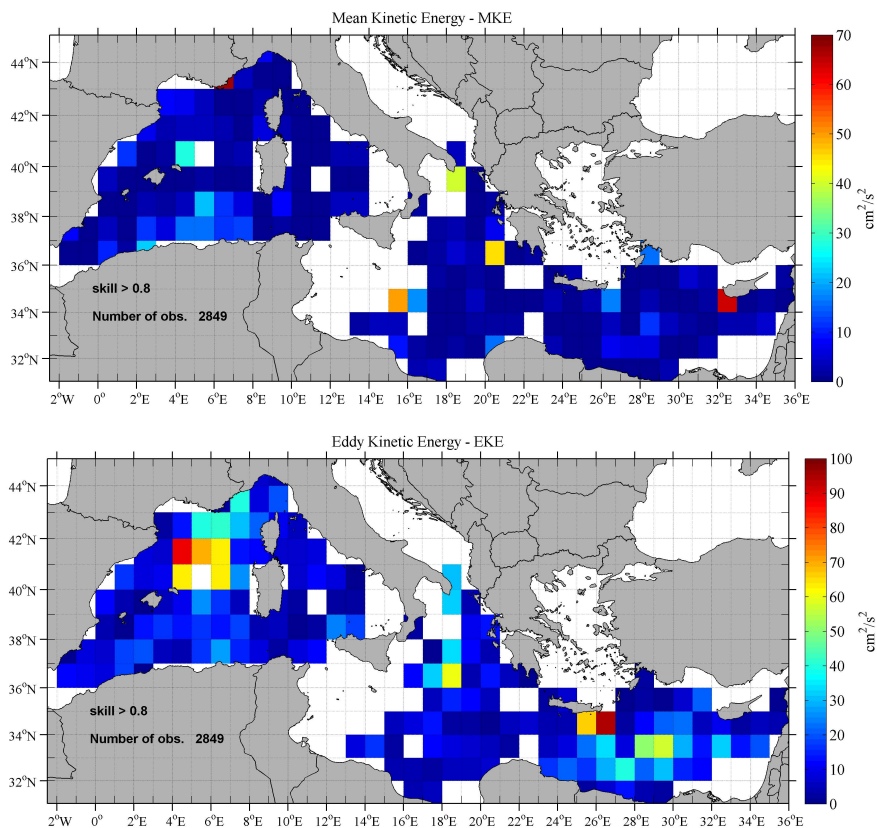 Mean Kinetic Energy - MKE
44°N
42°N
40°N
38°N
36°N
34°N
32°N
skill > 0.8
Number of obs. 2849
2°W 0° 2°E 4°E 6°E 8°E 10°E 12°E 14°E 16°E 18°E 20°E 22°E 24°E 26°E 28°E 30°E 32°E 34°E 36°E
70
60
50
40
30
20
10
0
cm²/s²
Eddy Kinetic Energy - EKE
44°N
42°N
40°N
38°N
36°N
34°N
32°N
skill > 0.8
Number of obs. 2849
2°W 0° 2°E 4°E 6°E 8°E 10°E 12°E 14°E 16°E 18°E 20°E 22°E 24°E 26°E 28°E 30°E 32°E 34°E 36°E
100
90
80
70
60
50
40
30
20
10
0
cm²/s²